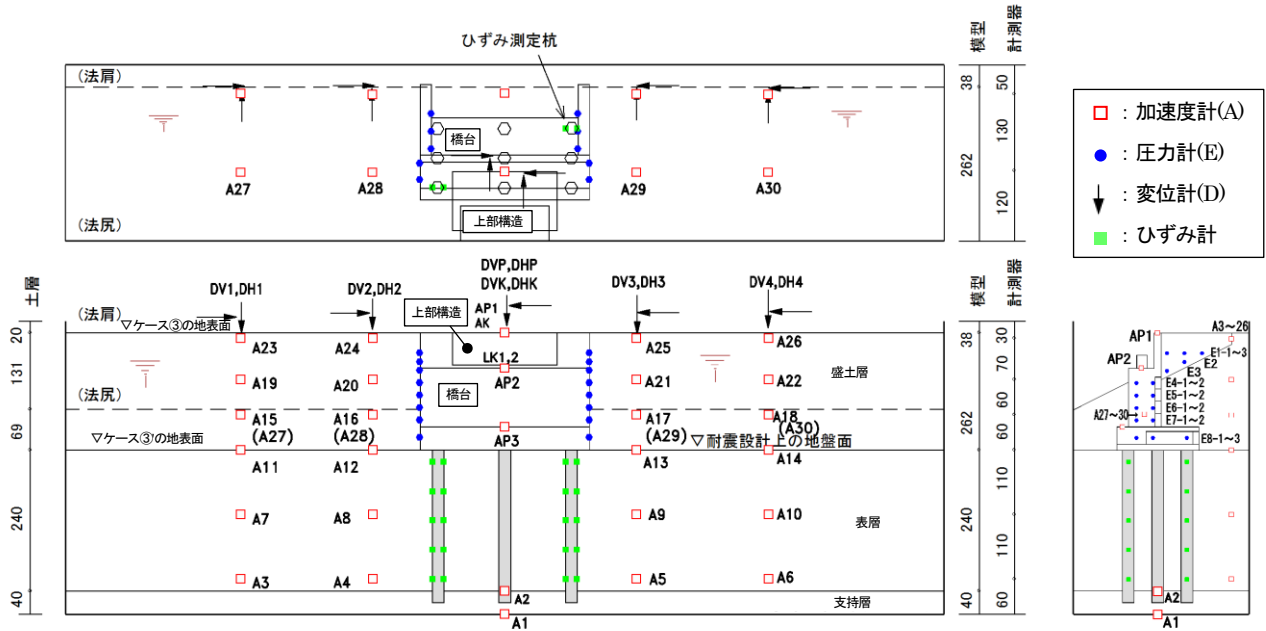 ひずみ測定杭
模型
計測器
(法肩)
38
50
130
橋台
262
A27
A28
A29
A30
120
(法尻)
上部構造
: 加速度計(A)
: 圧力計(E)
: 変位計(D)
: ひずみ計
土層
DVP,DHP
DVK,DHK
DV1,DH1
DV2,DH2
DV3,DH3
DV4,DH4
模型
計測器
(法肩)
▽ケース③の地表面
上部構造
AP1
AK
20
A23
A24
LK1,2
A25
A26
38
30
131
A19
A20
AP2
A21
A22
盛土層
70
(法尻)
橋台
A15
(A27)
A16
(A28)
A17
(A29)
A18
(A30)
262
60
69
▽ケース③の地表面
AP3
▽耐震設計上の地盤面
60
A11
A12
A13
A14
110
240
A7
A8
A9
A10
表層
240
110
A3
A4
A5
A6
40
A2
支持層
40
60
A1
AP1
A3~26
AP2
E1-1~3
E2
E3
E4-1~2
E5-1~2
A27~30
E6-1~2
E7-1~2
E8-1~3
A2
A1